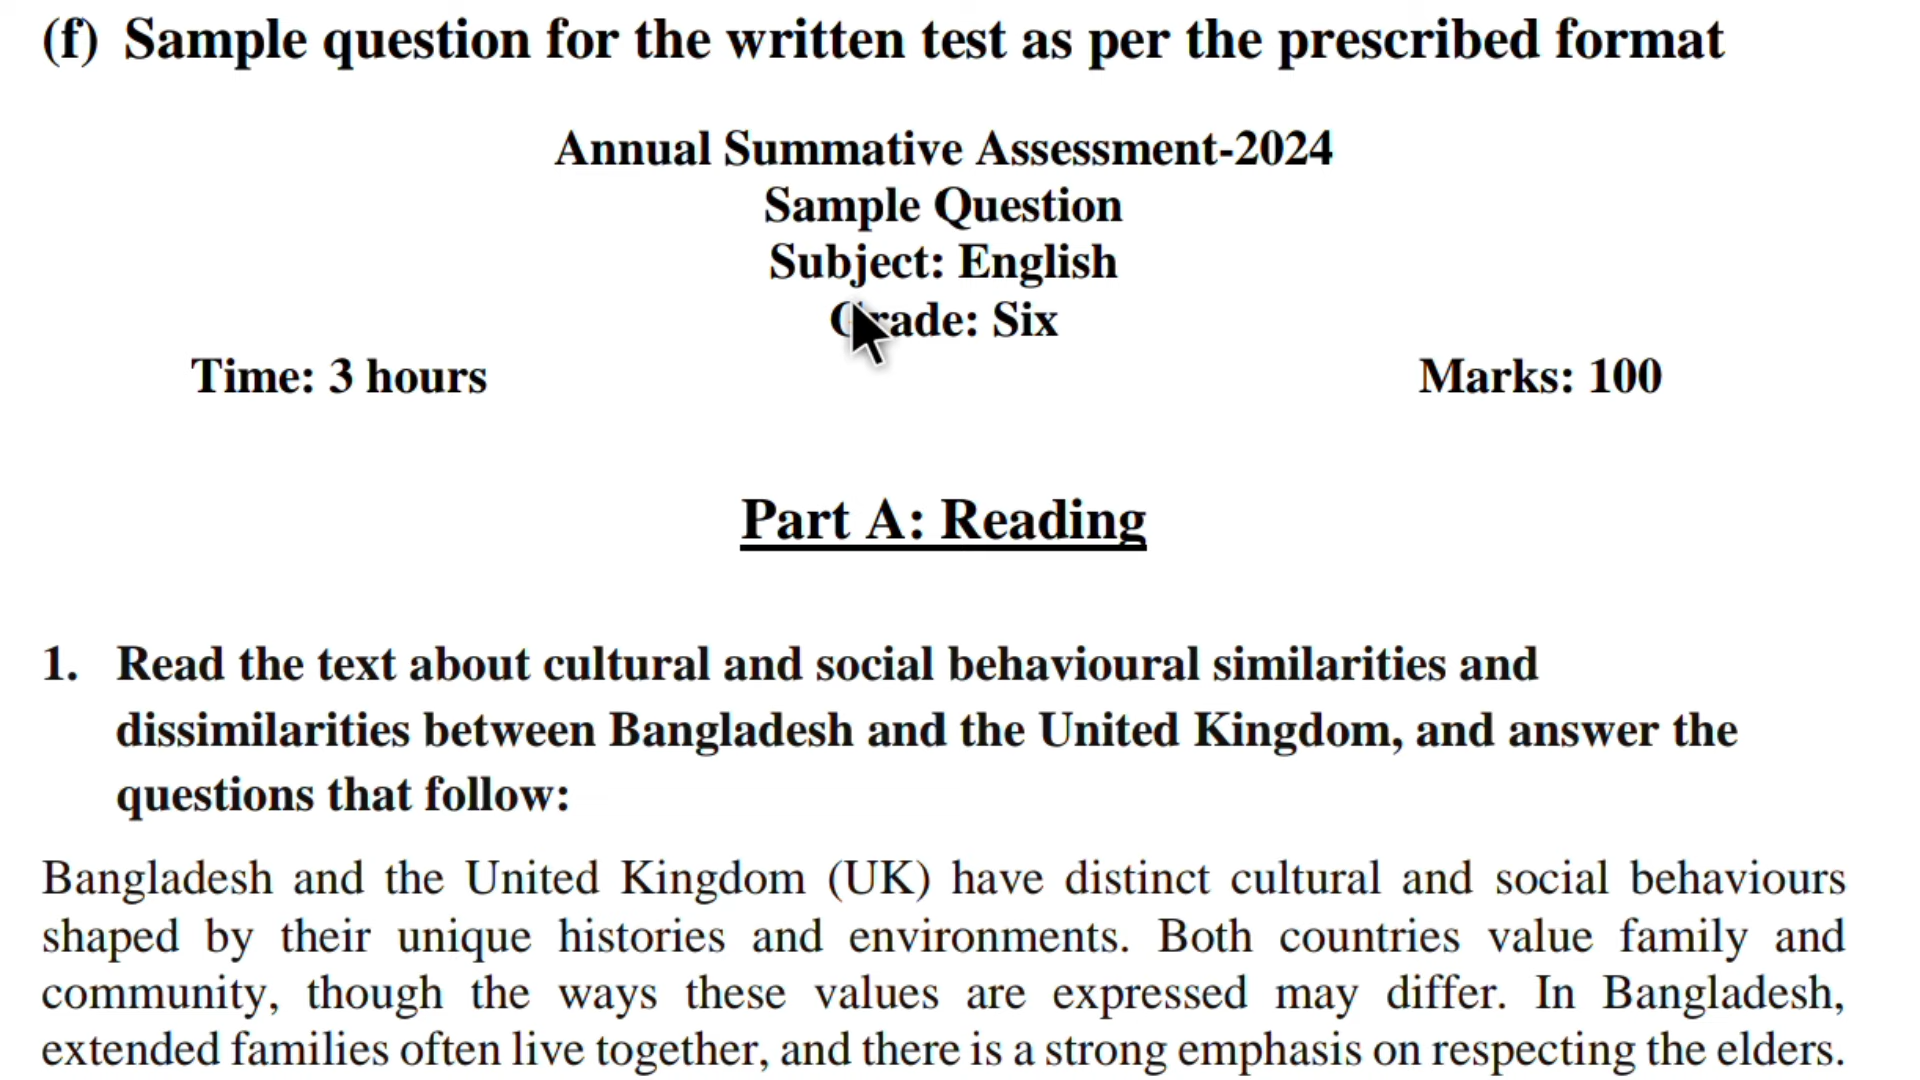 (f) Sample question for the written test as per the prescribed format
Annual Summative Assessment-2024
Sample Question
Subject: English
Grade: Six
Time: 3 hours Marks: 100
Part A: Reading
1. Read the text about cultural and social behavioural similarities and
dissimilarities between Bangladesh and the United Kingdom, and answer the
questions that follow:
Bangladesh and the United Kingdom (UK) have distinct cultural and social behaviours
shaped by their unique histories and environments. Both countries value family and
community, though the ways these values are expressed may differ. In Bangladesh,
extended families often live together, and there is a strong emphasis on respecting the elders.